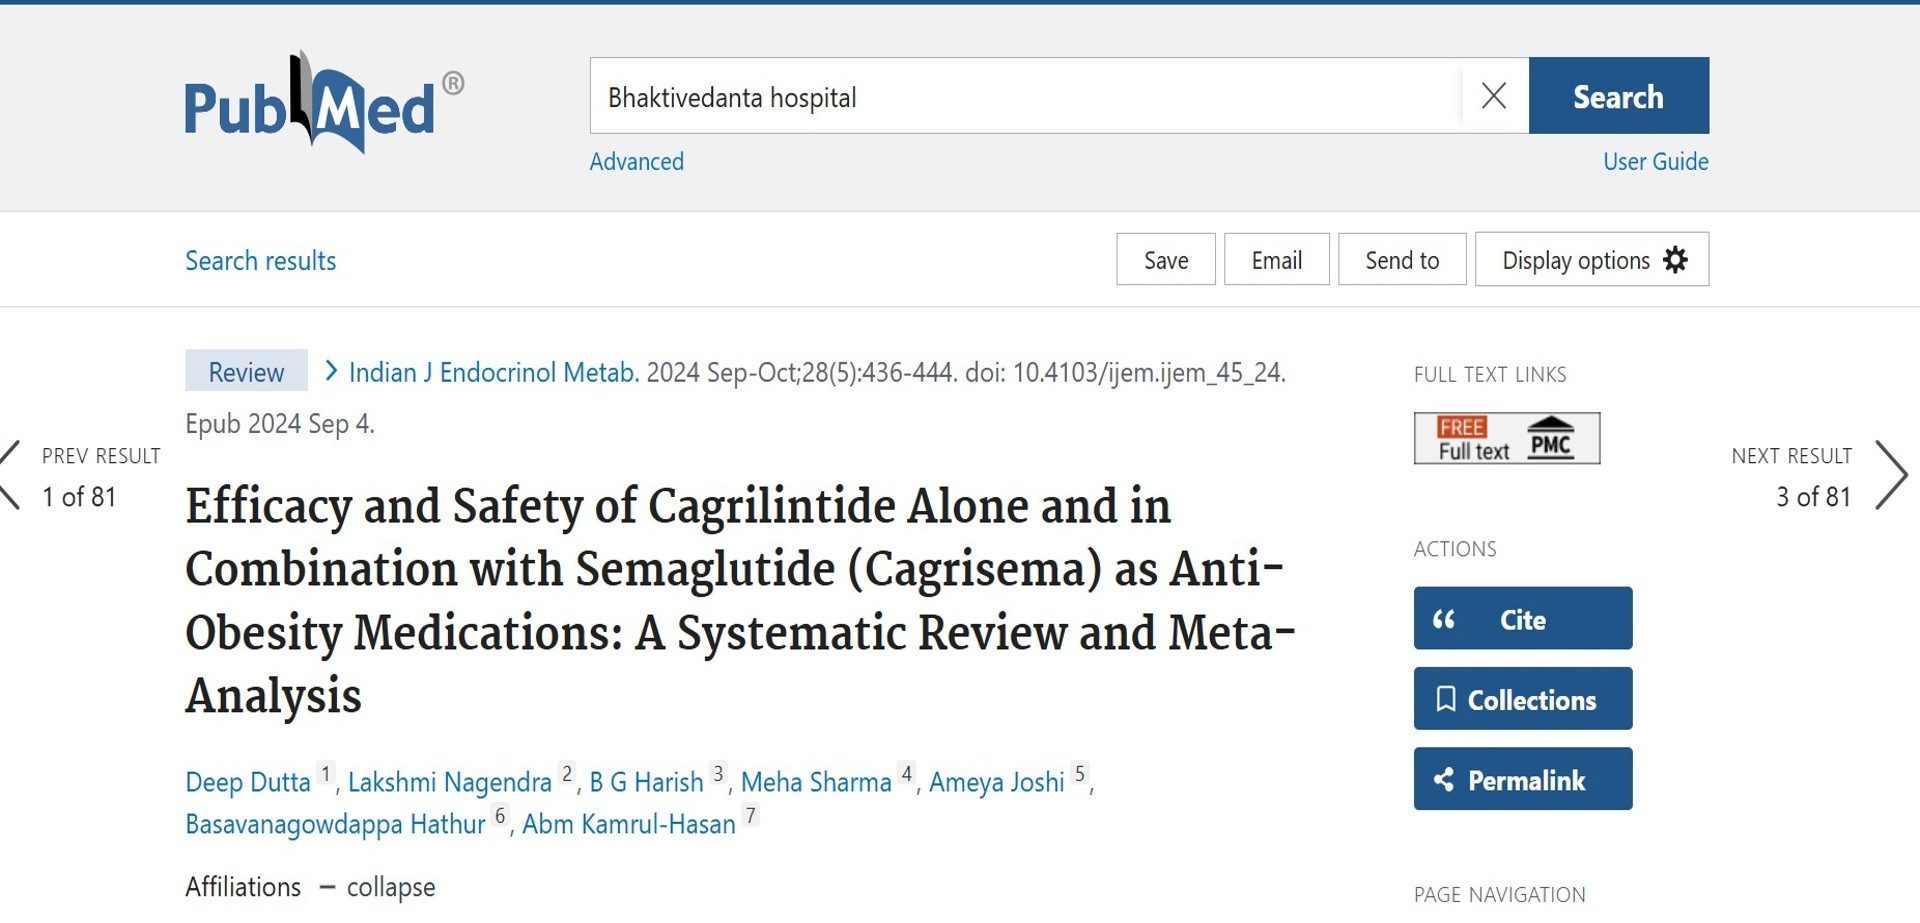 PubMed®
Bhaktivedanta hospital
Search
Advanced
User Guide
Search results
Save
Email
Send to
Display options
Review
Indian J Endocrinol Metab. 2024 Sep-Oct;28(5):436-444. doi: 10.4103/ijem.ijem_45_24.
Epub 2024 Sep 4.
PREV RESULT
1 of 81
Efficacy and Safety of Cagrilintide Alone and in
Combination with Semaglutide (Cagrisema) as Anti-
Obesity Medications: A Systematic Review and Meta-
Analysis
Deep Dutta 1, Lakshmi Nagendra 2, B G Harish 3, Meha Sharma 4, Ameya Joshi 5,
Basavanagowdappa Hathur 6, Abm Kamrul-Hasan 7
Affiliations – collapse
FULL TEXT LINKS
FREE
Full text PMC
NEXT RESULT
3 of 81
ACTIONS
Cite
Collections
Permalink
PAGE NAVIGATION